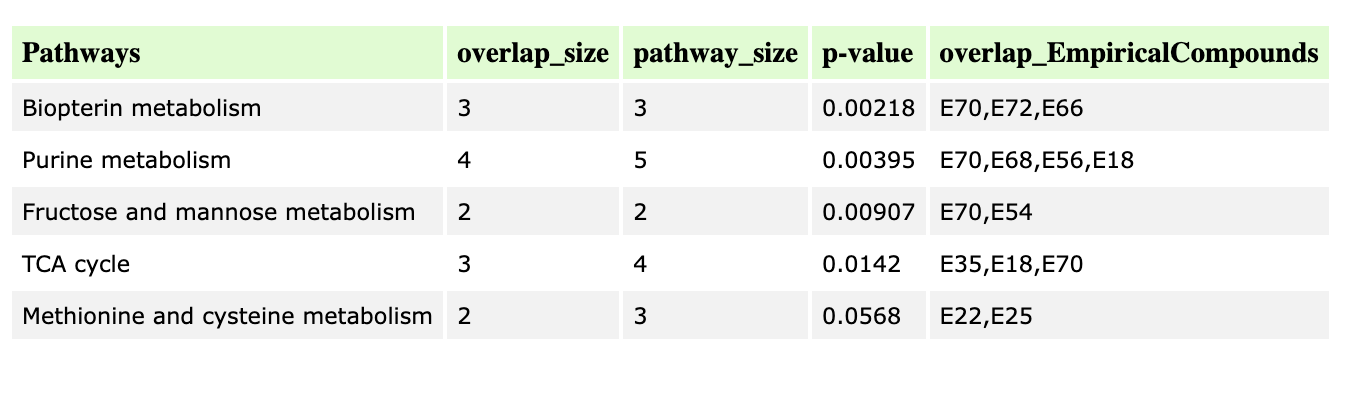 Pathways overlap_size pathway_size p-value overlap_EmpiricalCompounds
Biopterin metabolism 3 3 0.00218 E70,E72,E66
Purine metabolism 4 5 0.00395 E70,E68,E56,E18
Fructose and mannose metabolism 2 2 0.00907 E70,E54
TCA cycle 3 4 0.0142 E35,E18,E70
Methionine and cysteine metabolism 2 3 0.0568 E22,E25